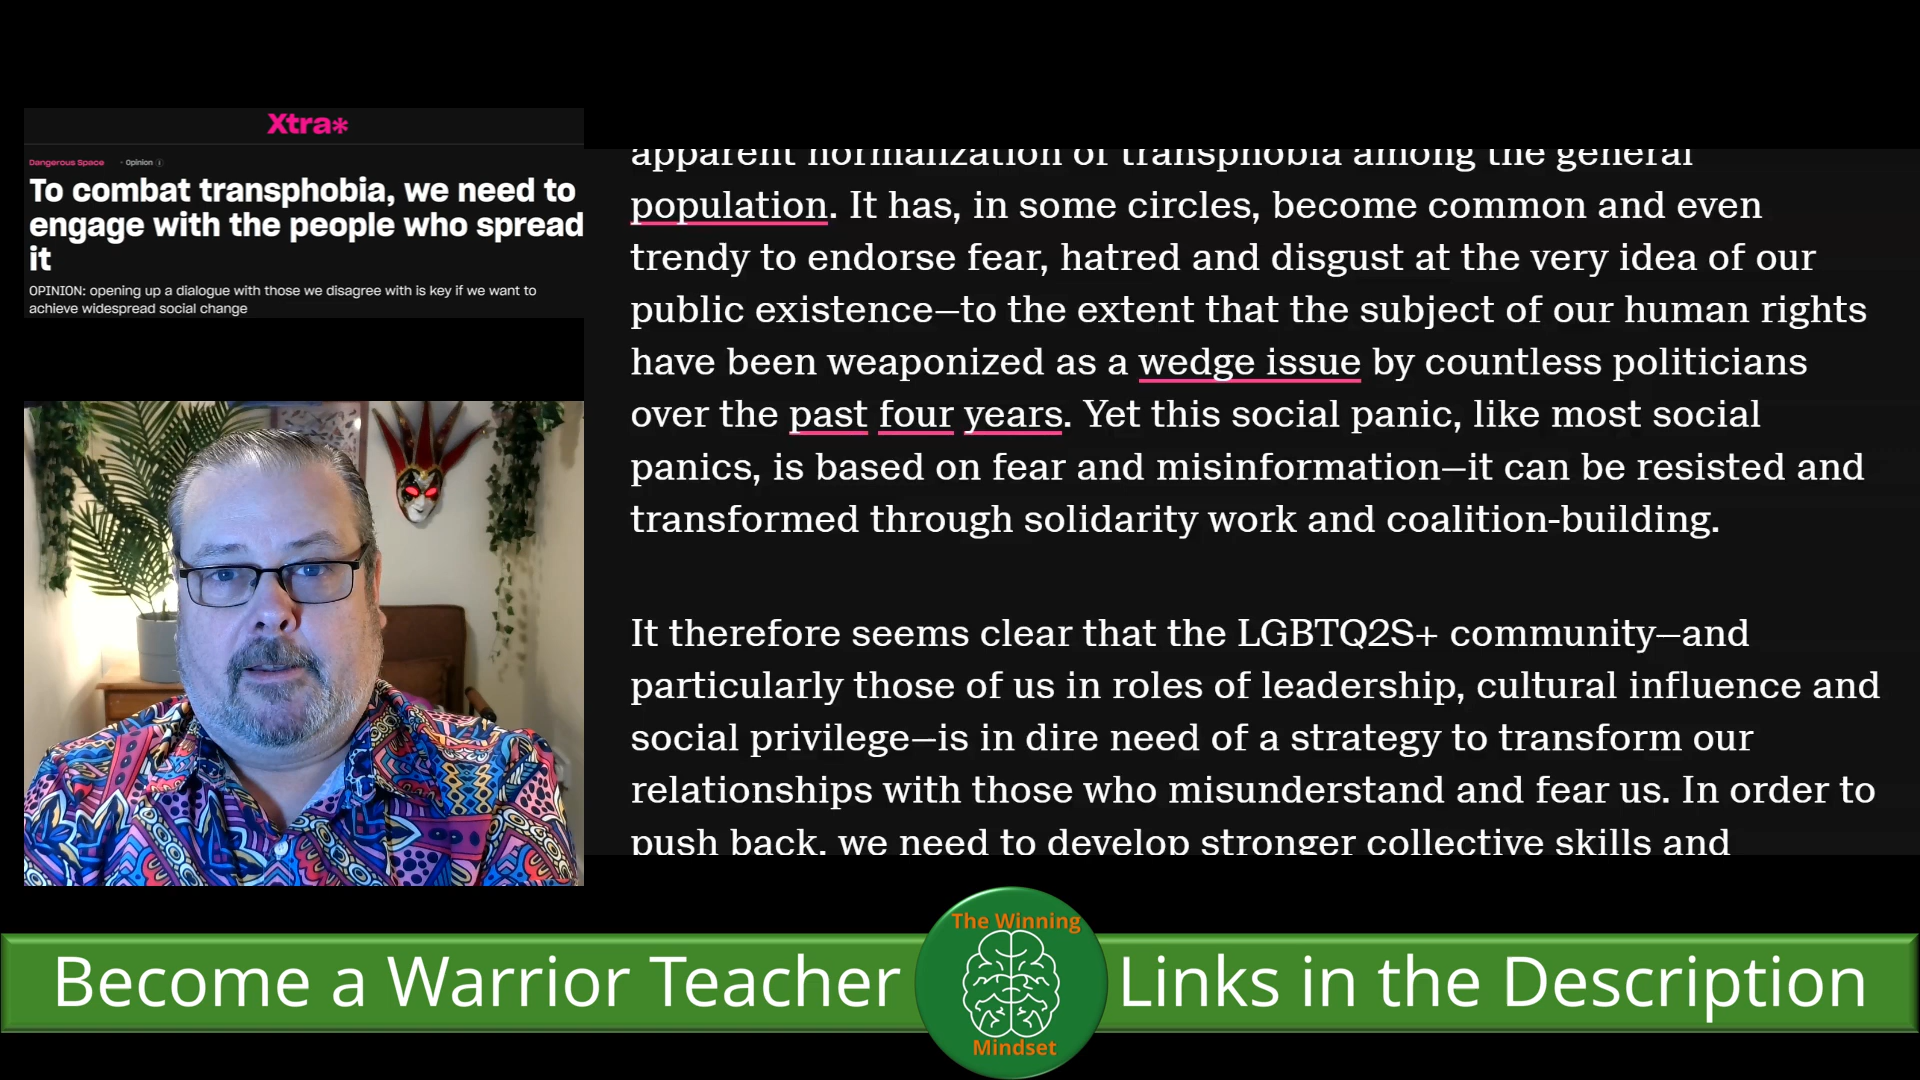 Xtra*
Dangerous Space - Opinion i
To combat transphobia, we need to
engage with the people who spread
it
OPINION: opening up a dialogue with those we disagree with is key if we want to
achieve widespread social change
apparent normalization of transphobia among the general
population. It has, in some circles, become common and even
trendy to endorse fear, hatred and disgust at the very idea of our
public existence—to the extent that the subject of our human rights
have been weaponized as a wedge issue by countless politicians
over the past four years. Yet this social panic, like most social
panics, is based on fear and misinformation—it can be resisted and
transformed through solidarity work and coalition-building.
It therefore seems clear that the LGBTQ2S+ community—and
particularly those of us in roles of leadership, cultural influence and
social privilege—is in dire need of a strategy to transform our
relationships with those who misunderstand and fear us. In order to
push back, we need to develop stronger collective skills and
Become a Warrior Teacher
The Winning
Mindset
Links in the Description